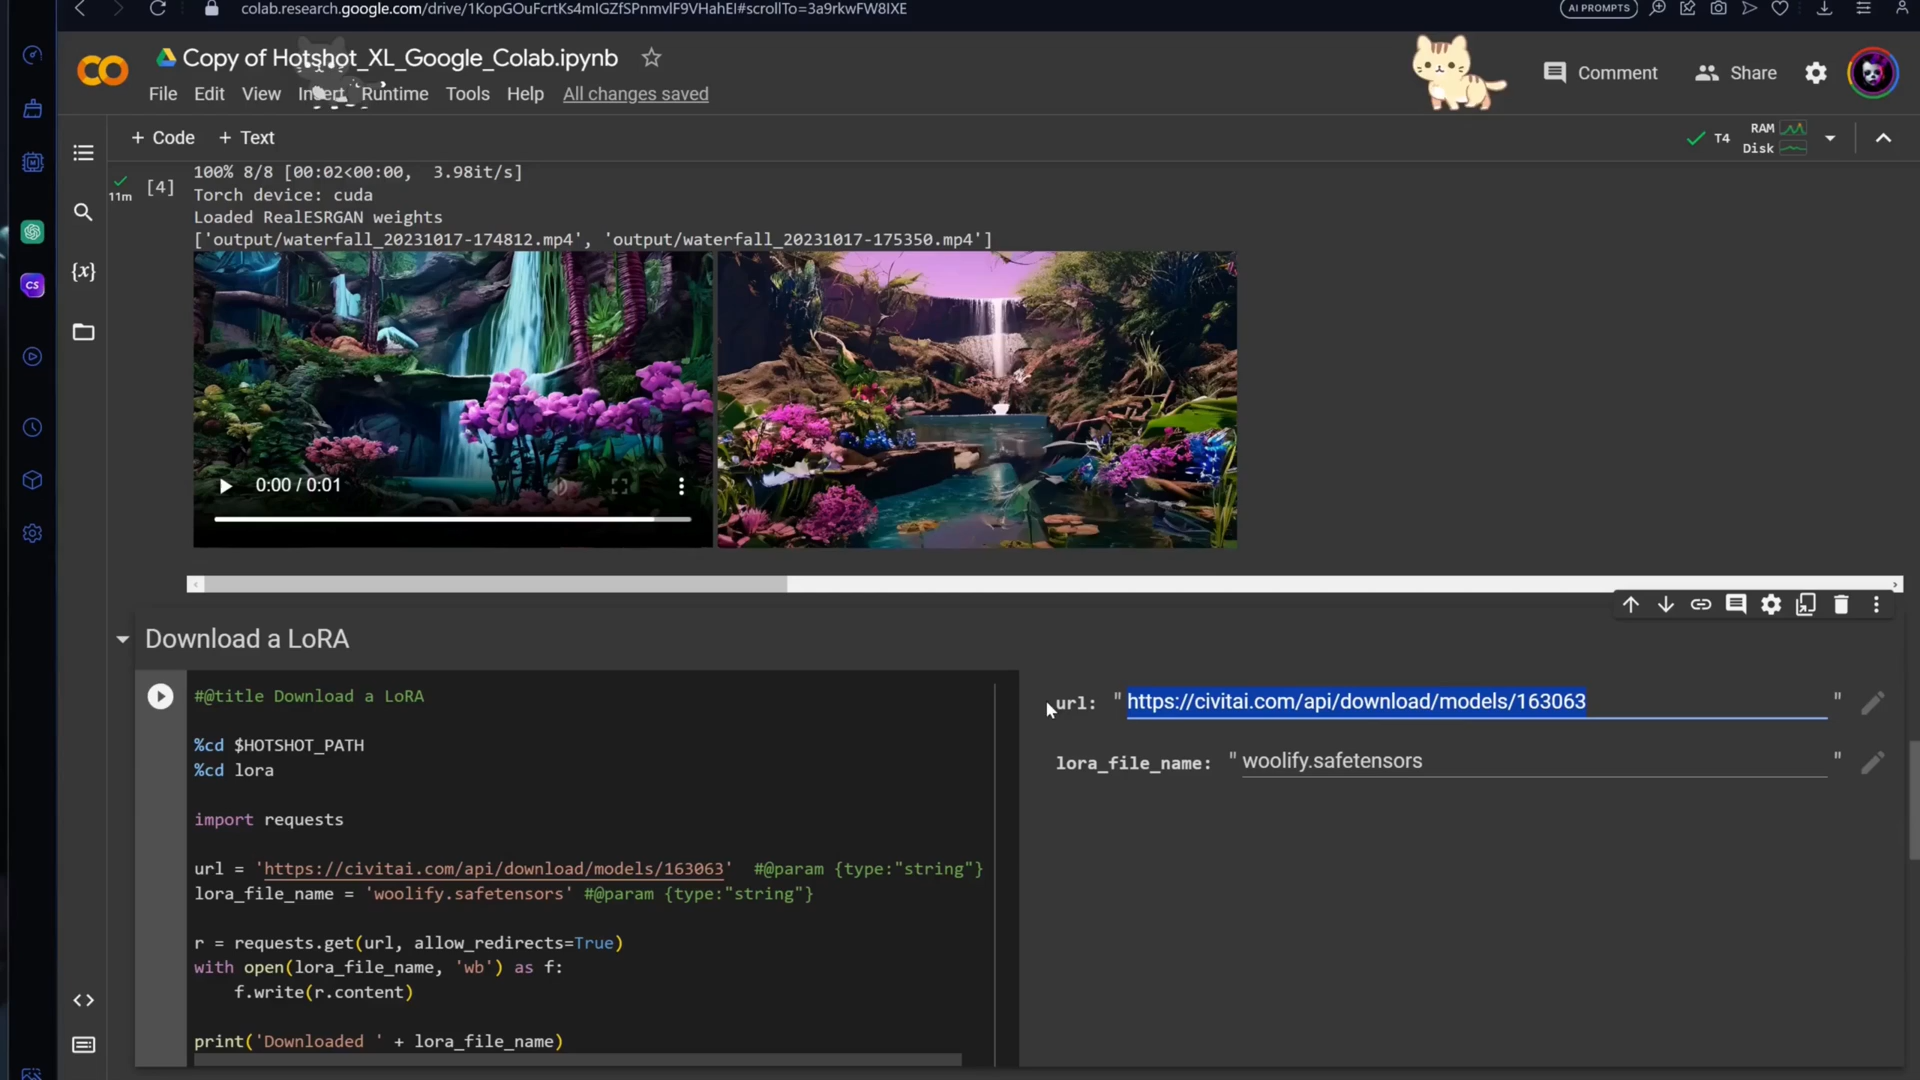 colab.research.google.com/drive/1KopGOuFcrtKs4mIGZfSPnmvlF9VHahEI#scrollTo=3a9rkwFW8IXE
AI PROMPTS
Copy of Hotshot_XL_Google_Colab.ipynb
Comment
Share
File Edit View Insert Runtime Tools Help All changes saved
+ Code + Text
T4
RAM
Disk
11m
[4]
100% 8/8 [00:02<00:00, 3.98it/s]
Torch device: cuda
Loaded RealESRGAN weights
['output/waterfall_20231017-174812.mp4', 'output/waterfall_20231017-175350.mp4']
{x}
CS
0:00 / 0:01
Download a LoRA
#@title Download a LoRA
%cd $HOTSHOT_PATH
%cd lora
import requests
url = 'https://civitai.com/api/download/models/163063' #@param {type:"string"}
lora_file_name = 'woolify.safetensors' #@param {type:"string"}
r = requests.get(url, allow_redirects=True)
with open(lora_file_name, 'wb') as f:
f.write(r.content)
print('Downloaded ' + lora_file_name)
url: "https://civitai.com/api/download/models/163063"
lora_file_name: "woolify.safetensors"